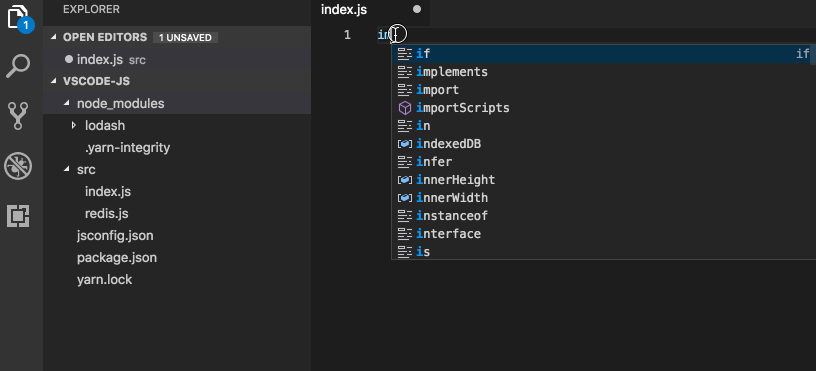 EXPLORER
OPEN EDITORS 1 UNSAVED
index.js src
VSCODE-JS
node_modules
lodash
.yarn-integrity
src
index.js
redis.js
jsconfig.json
package.json
yarn.lock
1
index.js
1 im
if if
implements
import
importScripts
in
indexedDB
infer
innerHeight
innerWidth
instanceof
interface
is